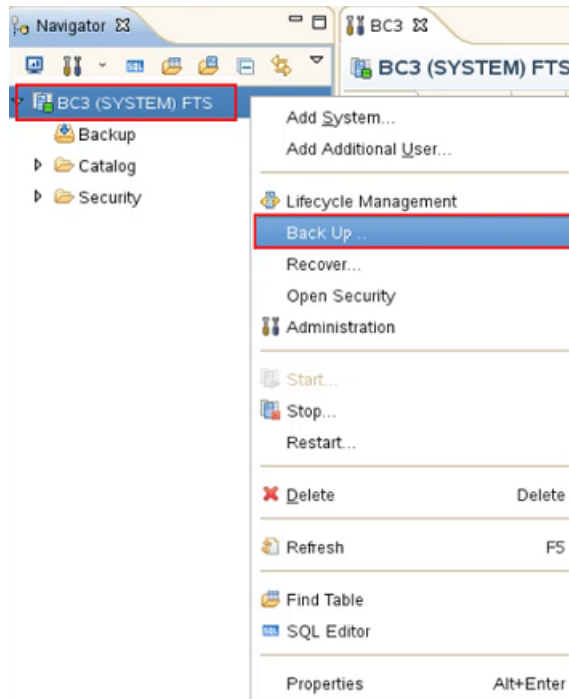 Navigator
BC3
BC3 (SYSTEM) FTS
SQL
BC3 (SYSTEM) FTS
Backup
Catalog
Security
Add System...
Add Additional User...
Lifecycle Management
Back Up ..
Recover...
Open Security
Administration
Start...
Stop...
Restart...
Delete Delete
Refresh F5
Find Table
SQL SQL Editor
Properties Alt+Enter